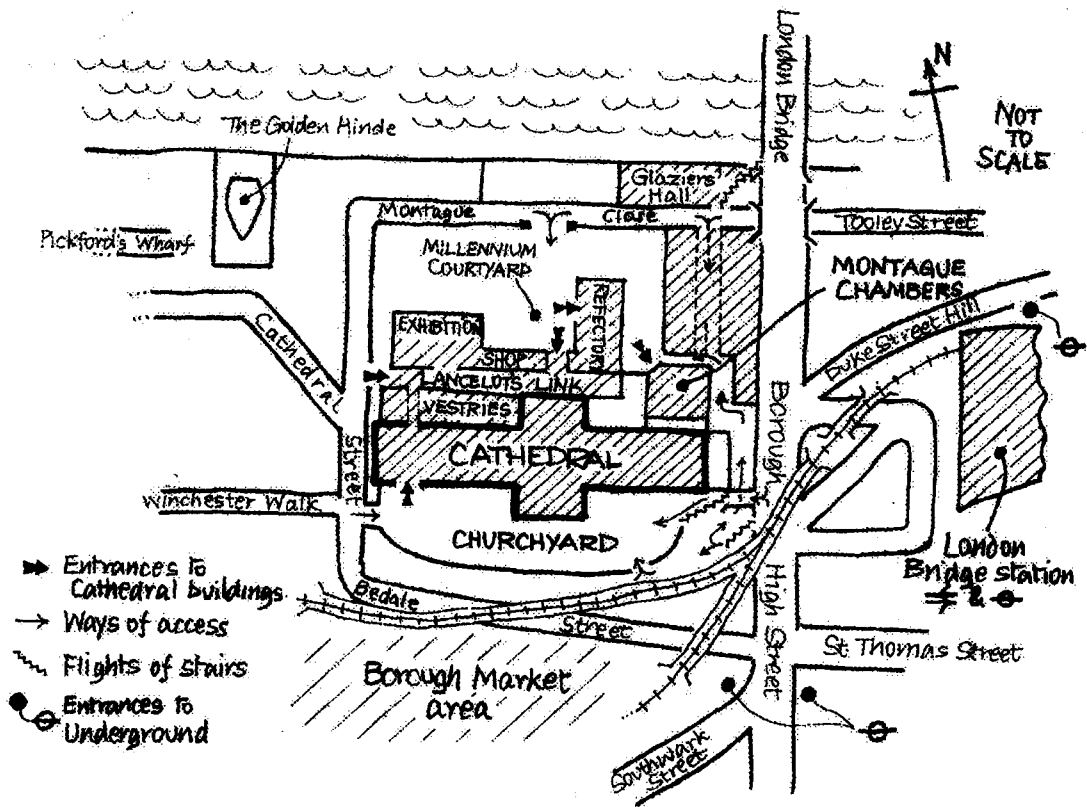 London Bridge
N
NOT
TO
SCALE
The Golden Hinde
Glaziers
Hall
Montague
Close
Tooley Street
Pickford's Wharf
MILLENNIUM
COURTYARD
MONTAGUE
CHAMBERS
REFECTORY
EXHIBITION
Duke Street Hill
Cathedral
Street
SHOP
LANCELOTS LINK
VESTRIES
CATHEDRAL
Borough
High Street
Winchester Walk
CHURCHYARD
London
Bridge station
&
Entrances to
Cathedral buildings
Bedale
Street
Ways of access
St Thomas Street
Flights of stairs
Borough Market
area
Entrances to
Underground
Southwark
Street